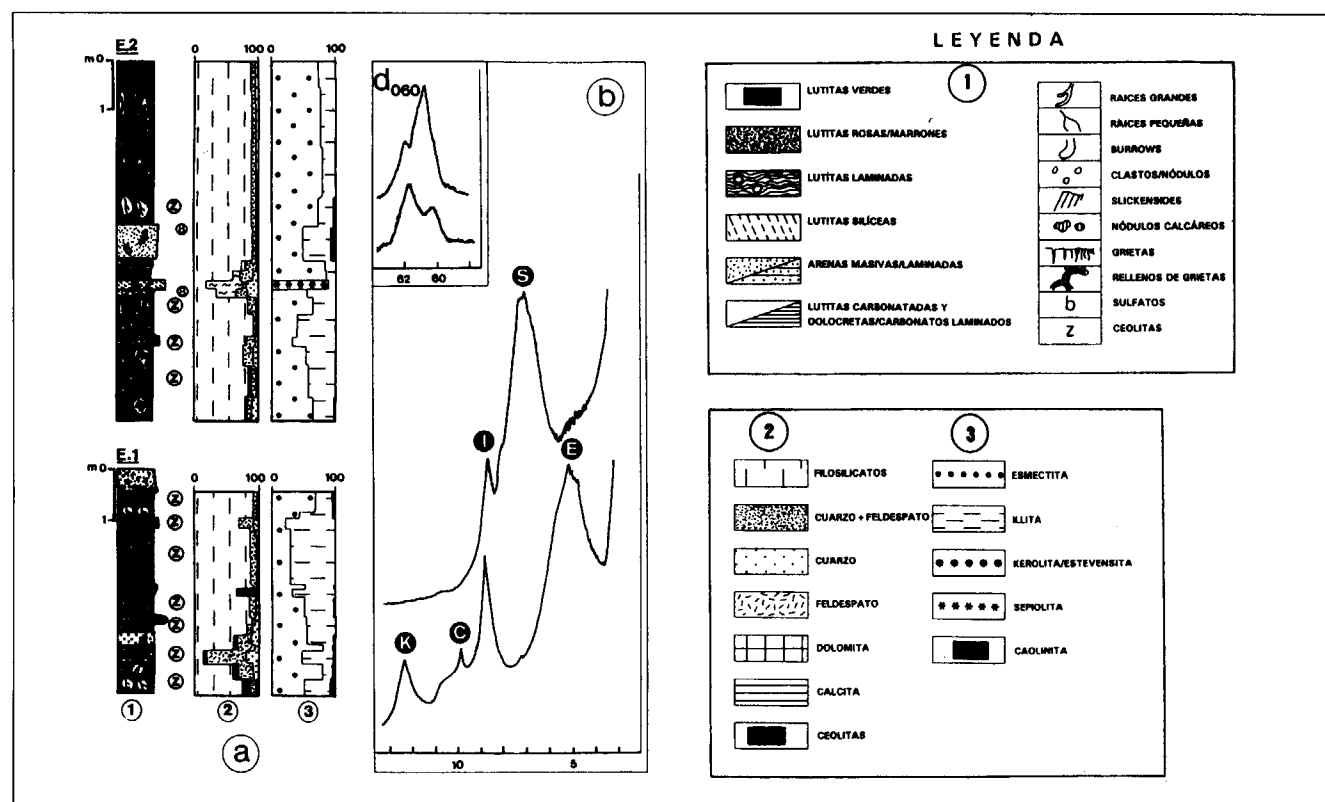 E.2
0 100 0 100
m 0
1
Z
Z
Z
Z
E.1
0 100 0 100
m 0
1
Z
Z
Z
Z
Z
Z
Z
1 2 3
a
d060
b
62 60
S
I
E
K
C
10 5
LEYENDA
1
LUTITAS VERDES
LUTITAS ROSAS/MARRONES
LUTÍTAS LAMINADAS
LUTITAS SILÍCEAS
ARENAS MASIVAS/LAMINADAS
LUTITAS CARBONATADAS Y
DOLOCRETAS/CARBONATOS LAMINADOS
RAICES GRANDES
RAICES PEQUEÑAS
BURROWS
CLASTOS/NÓDULOS
SLICKENSIDES
NÓDULOS CALCÁREOS
GRIETAS
RELLENOS DE GRIETAS
b SULFATOS
z CEOLITAS
2
FILOSILICATOS
CUARZO + FELDESPATO
CUARZO
FELDESPATO
DOLOMITA
CALCITA
CEOLITAS
3
ESMECTITA
ILLITA
KEROLITA/ESTEVENSITA
SEPIOLITA
CAOLINITA